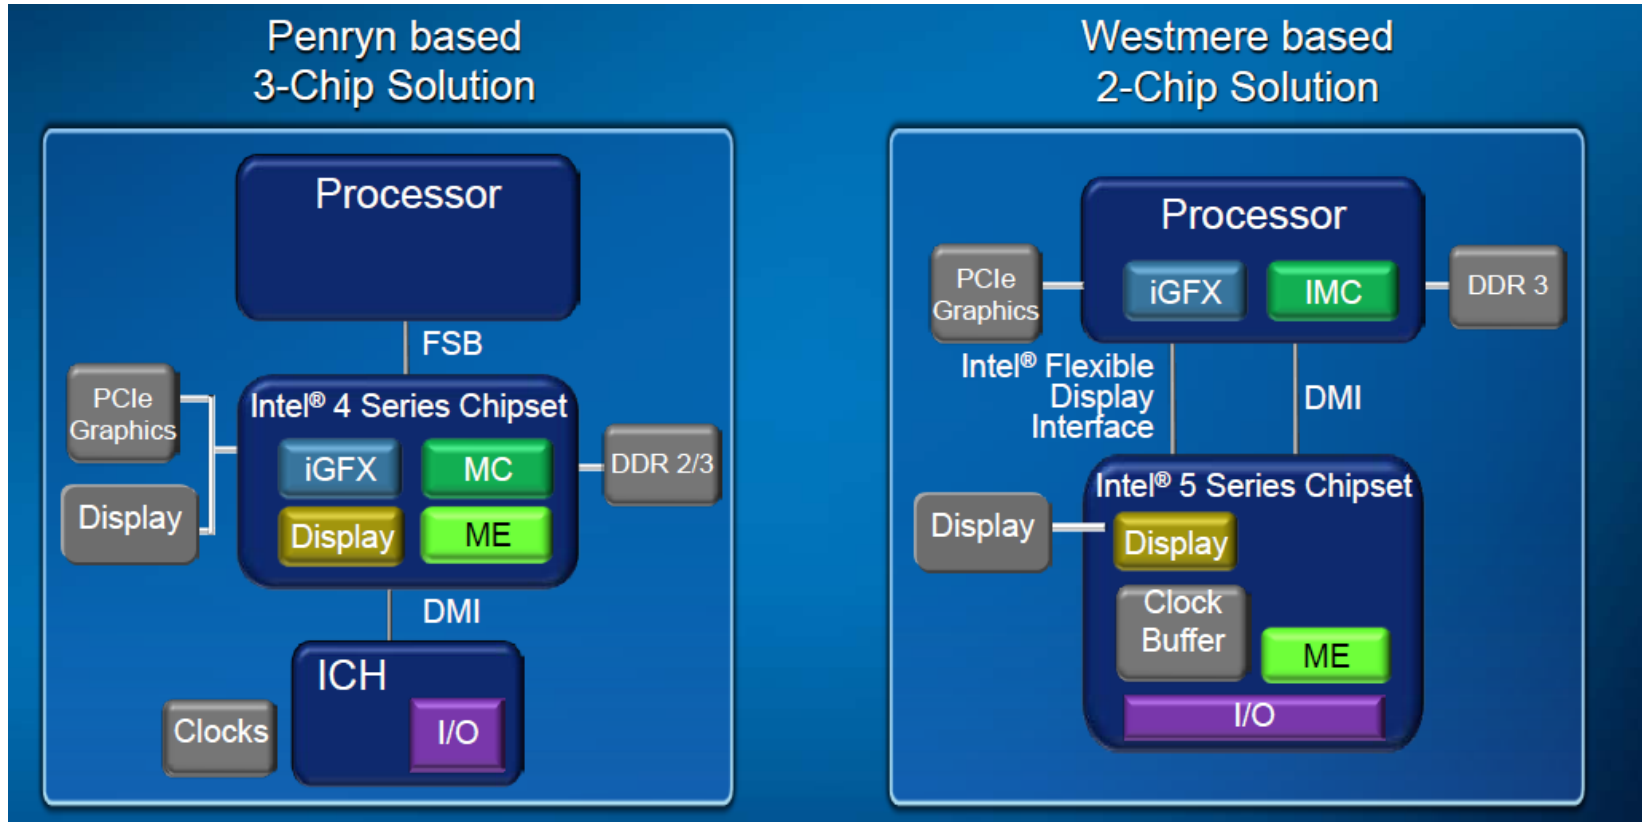 Penryn based
3-Chip Solution
Processor
FSB
PCIe
Graphics
Display
Intel® 4 Series Chipset
iGFX
MC
Display
ME
DDR 2/3
DMI
ICH
Clocks
I/O
Westmere based
2-Chip Solution
Processor
PCIe
Graphics
iGFX
IMC
DDR 3
Intel® Flexible
Display
Interface
DMI
Intel® 5 Series Chipset
Display
Display
Clock
Buffer
ME
I/O